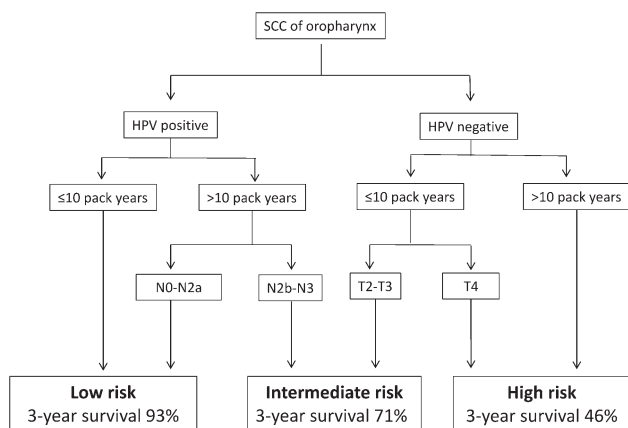 SCC of oropharynx
HPV positive
HPV negative
≤10 pack years
>10 pack years
≤10 pack years
>10 pack years
N0-N2a
N2b-N3
T2-T3
T4
Low risk
3-year survival 93%
Intermediate risk
3-year survival 71%
High risk
3-year survival 46%